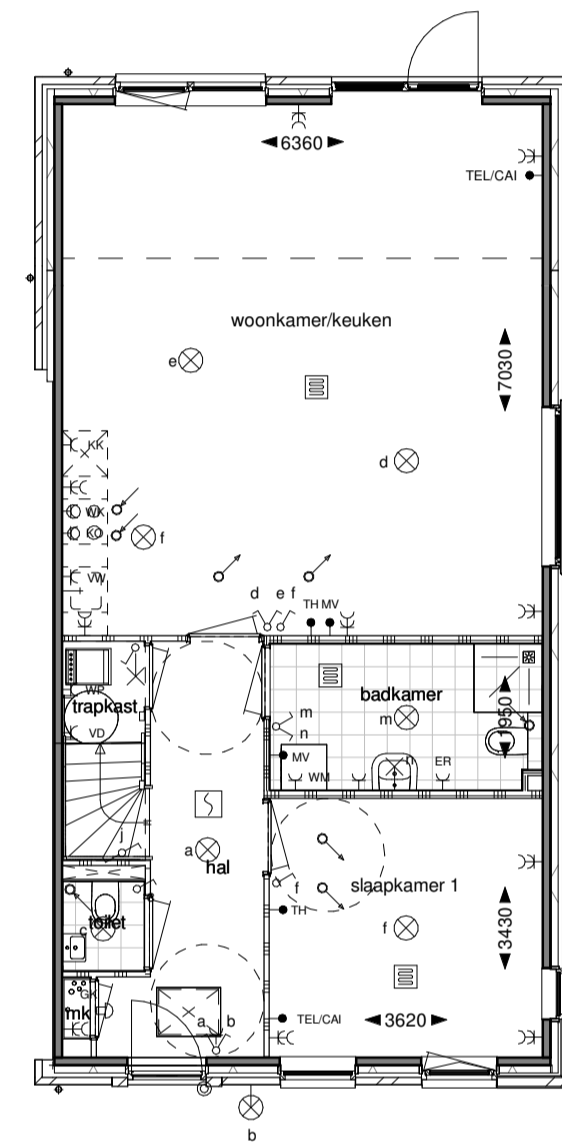 6360
TEL/CAI
woonkamer/keuken
e
7030
KK
d
WK
KO
f
VW
d e f
TH MV
WP
trapkast
badkamer
1950
m
m
n
VD
MV
n
ER
WM
j
a
hal
f
slaapkamer 1
TH
toilet
c
f
3430
GK
mk
a b
TEL/CAI
3620
b